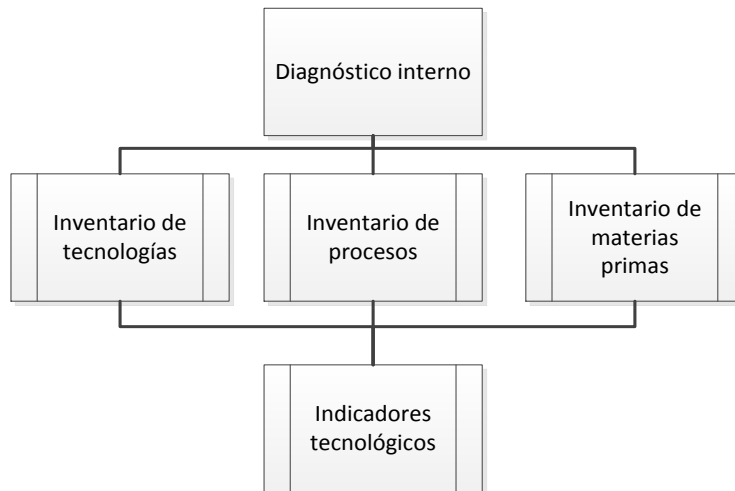 Diagnóstico interno
Inventario de
tecnologías
Inventario de
procesos
Inventario de
materias
primas
Indicadores
tecnológicos